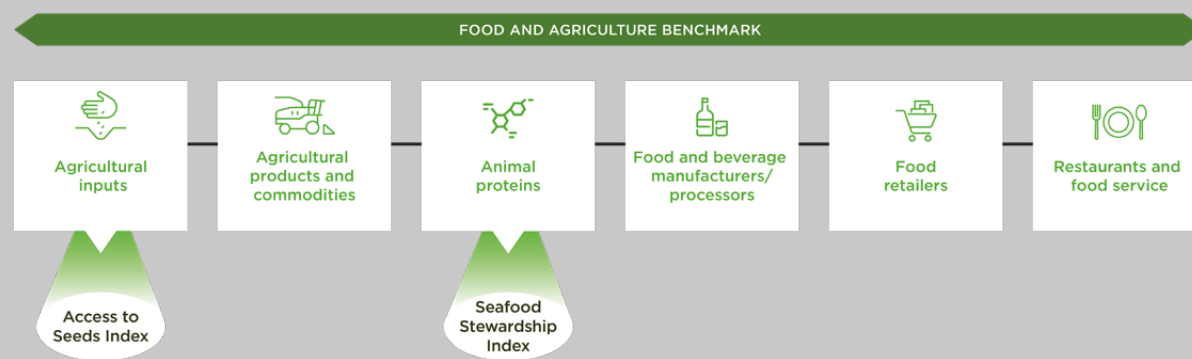 FOOD AND AGRICULTURE BENCHMARK
Agricultural
inputs
Agricultural
products and
commodities
Animal
proteins
Food and beverage
manufacturers/
processors
Food
retailers
Restaurants and
food service
Access to
Seeds Index
Seafood
Stewardship
Index